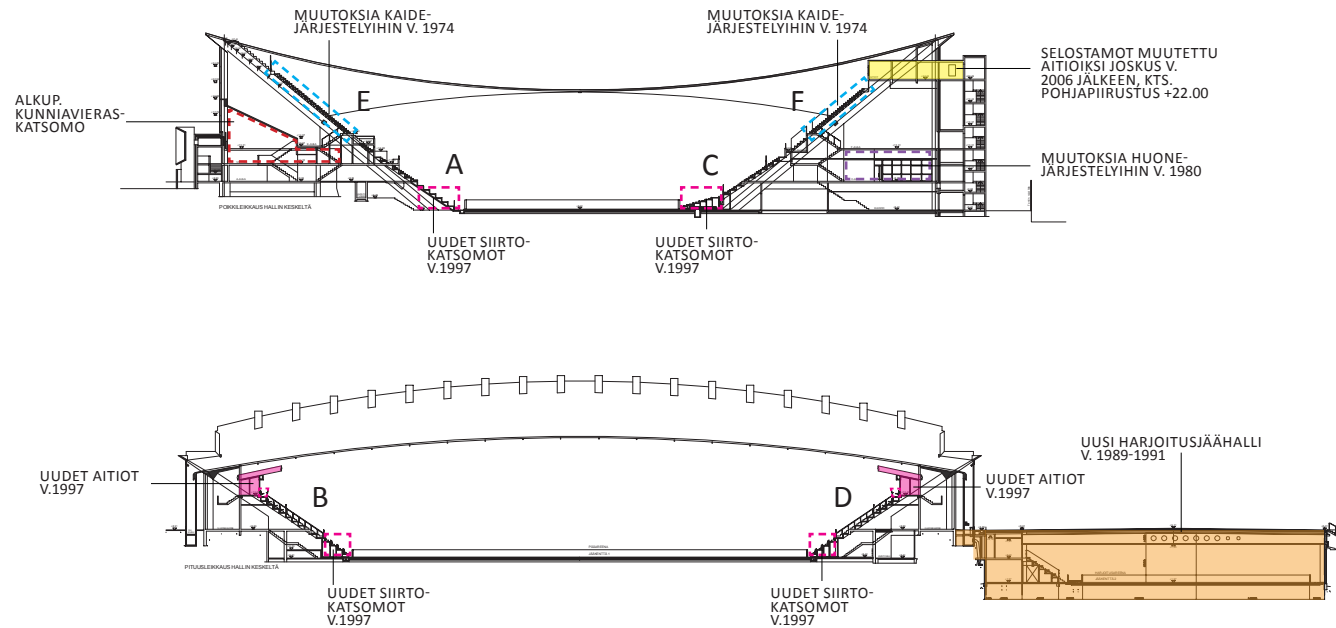 MUUTOKSIA KAIDE-
JÄRJESTELYIHIN V. 1974
MUUTOKSIA KAIDE-
JÄRJESTELYIHIN V. 1974
SELOSTAMOT MUUTETTU
AITIOIKSI JOSKUS V.
2006 JÄLKEEN, KTS.
POHJAPIIRUSTUS +22.00
ALKUP.
KUNNIAVIERAS-
KATSOMO
E
F
A
C
MUUTOKSIA HUONE-
JÄRJESTELYIHIN V. 1980
POIKKILEIKKAUS HALLIN KESKELTÄ
UUDET SIIRTO-
KATSOMOT
V.1997
UUDET SIIRTO-
KATSOMOT
V.1997
UUSI HARJOITUSJÄÄHALLI
V. 1989-1991
UUDET AITIOT
V.1997
B
D
UUDET AITIOT
V.1997
PITUUSLEIKKAUS HALLIN KESKELTÄ
UUDET SIIRTO-
KATSOMOT
V.1997
UUDET SIIRTO-
KATSOMOT
V.1997